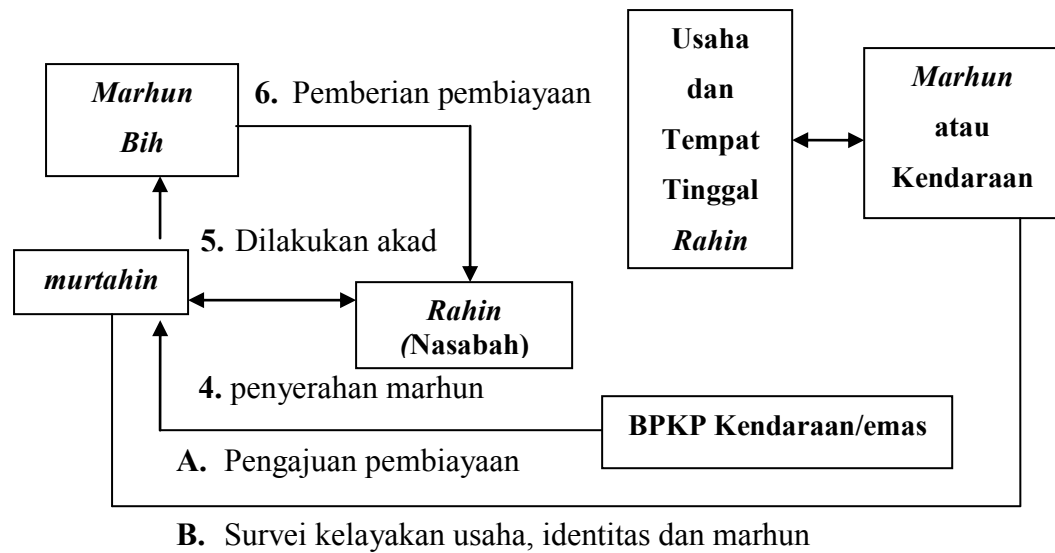 Marhun
Bih
6. Pemberian pembiayaan
Usaha
dan
Tempat
Tinggal
Rahin
Marhun
atau
Kendaraan
5. Dilakukan akad
murtahin
Rahin
(Nasabah)
4. penyerahan marhun
BPKP Kendaraan/emas
A. Pengajuan pembiayaan
B. Survei kelayakan usaha, identitas dan marhun